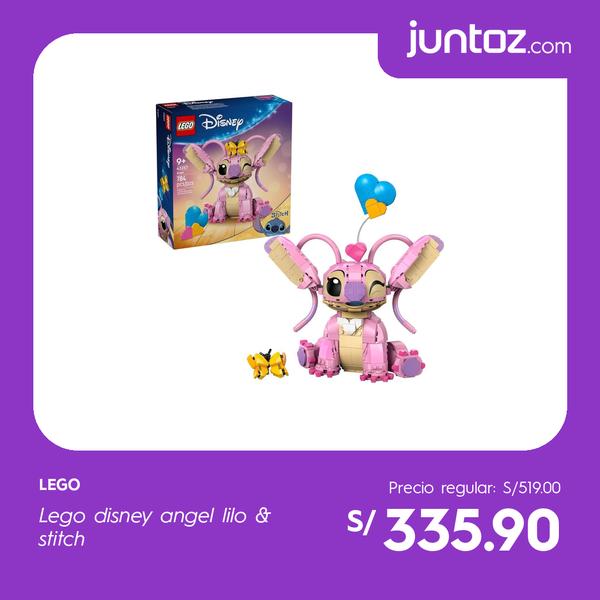 juntoz.com
LEGO Disney
9+
784
Stitch
LEGO
Precio regular: S/519.00
Lego disney angel lilo &
stitch
S/ 335.90